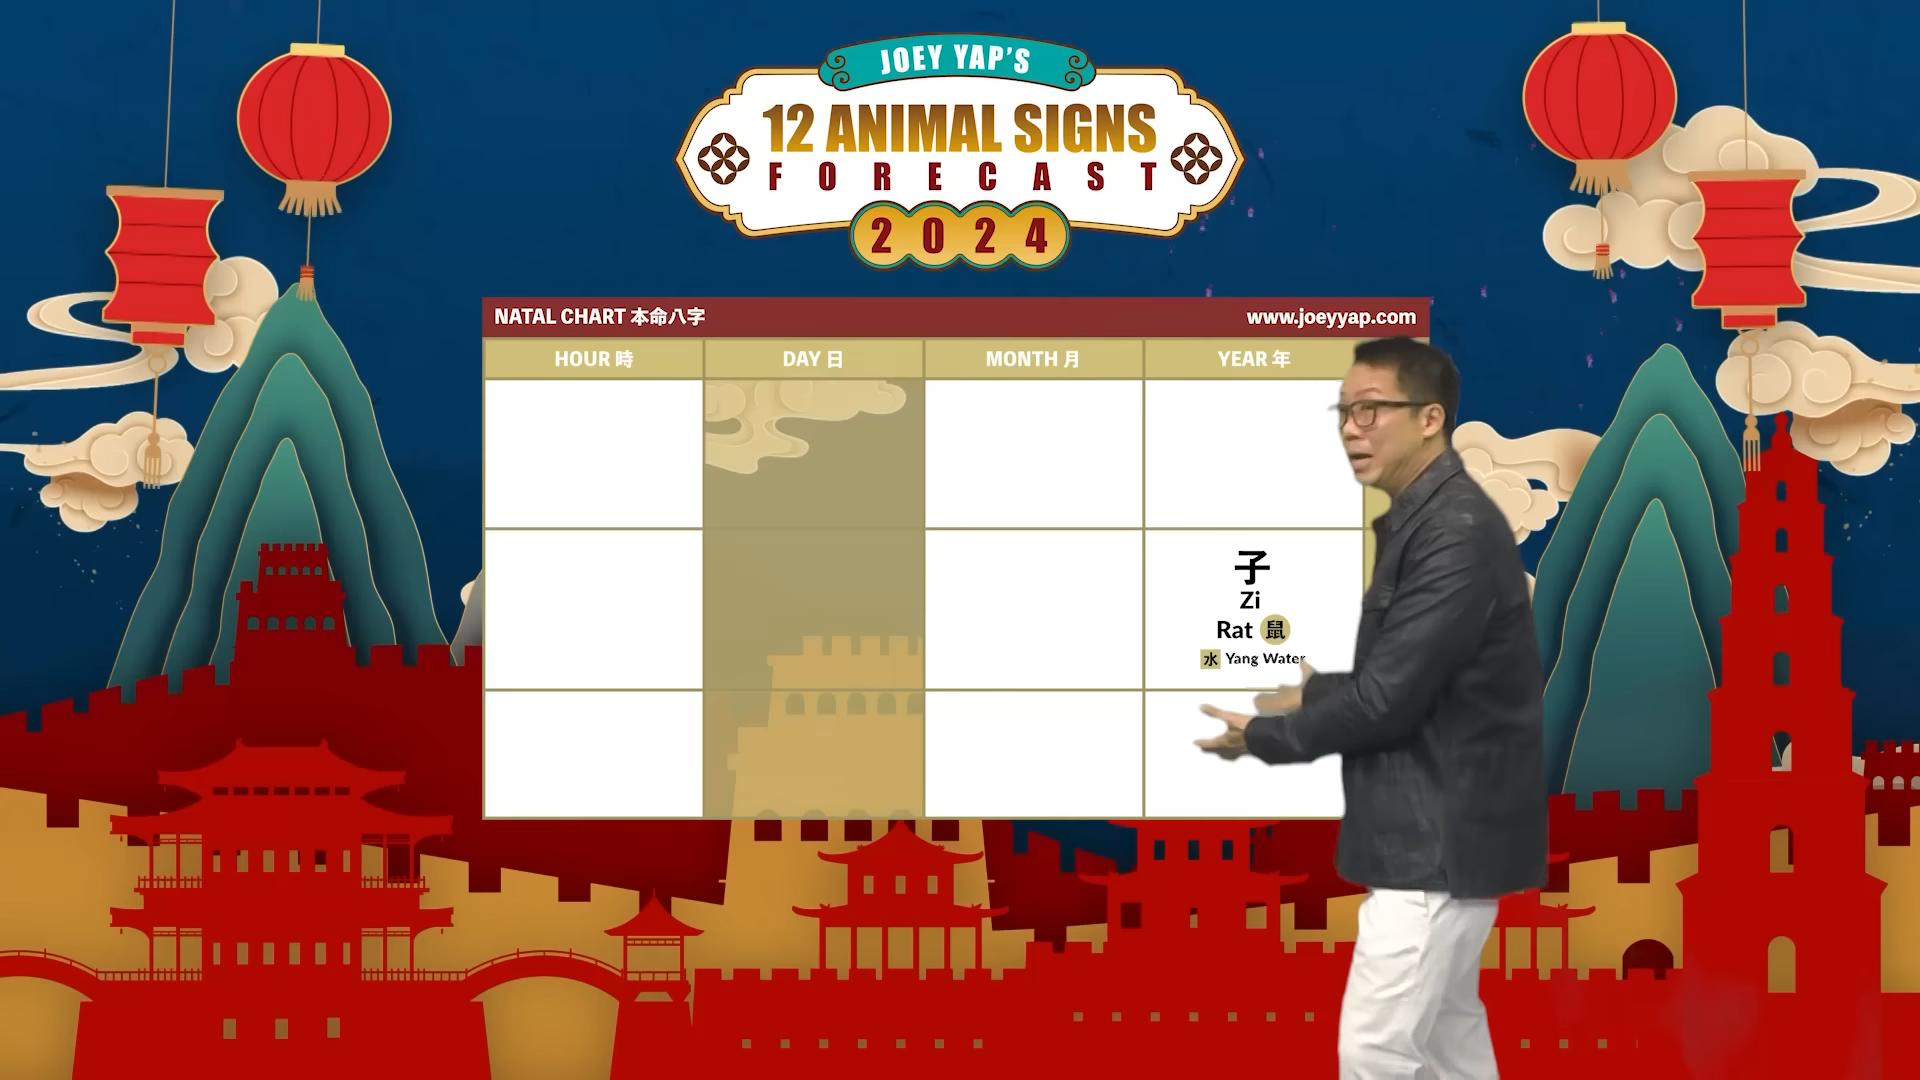 JOEY YAP'S
12 ANIMAL SIGNS
FORECAST
2024
NATAL CHART 本命八字
www.joeyyap.com
HOUR 時
DAY 日
MONTH 月
YEAR 年
子
Zi
Rat 鼠
水 Yang Water